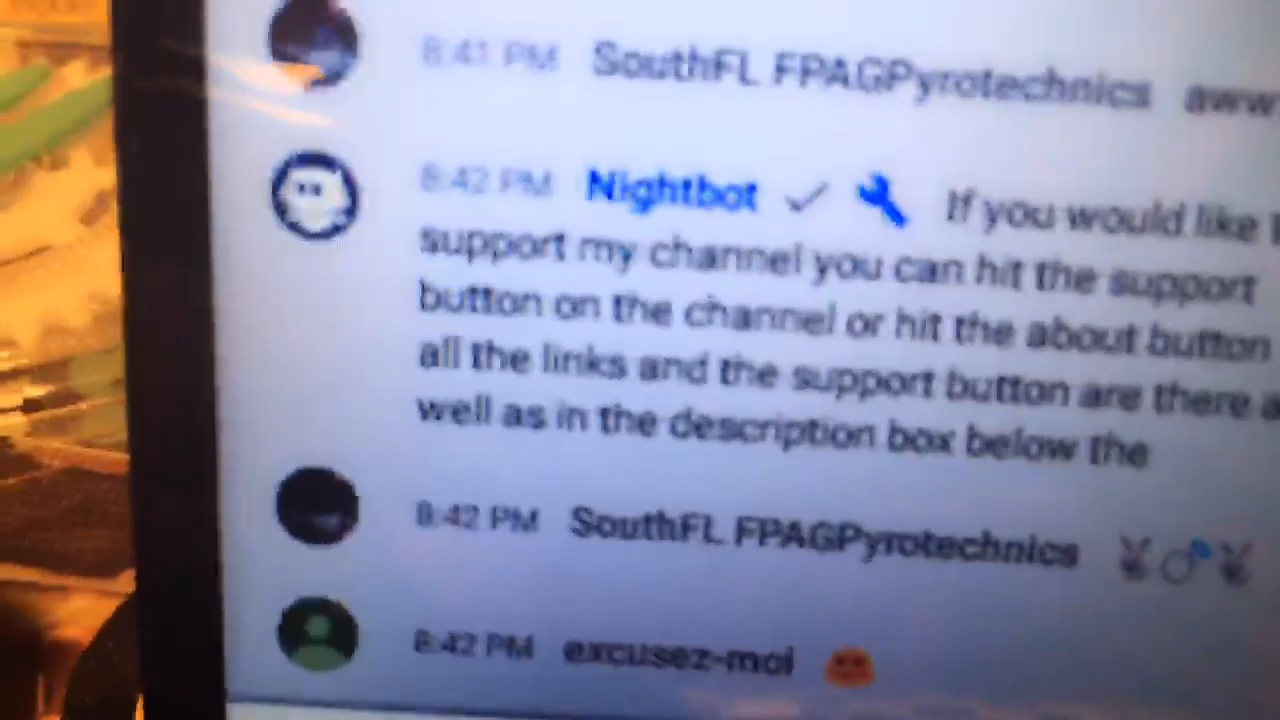 8:41 PM SouthFL FPAGPyrotechnics aww
8:42 PM Nightbot If you would like
support my channel you can hit the support
button on the channel or hit the about button
all the links and the support button are there
well as in the description box below the
8:42 PM SouthFL FPAGPyrotechnics
8:42 PM excusez-moi